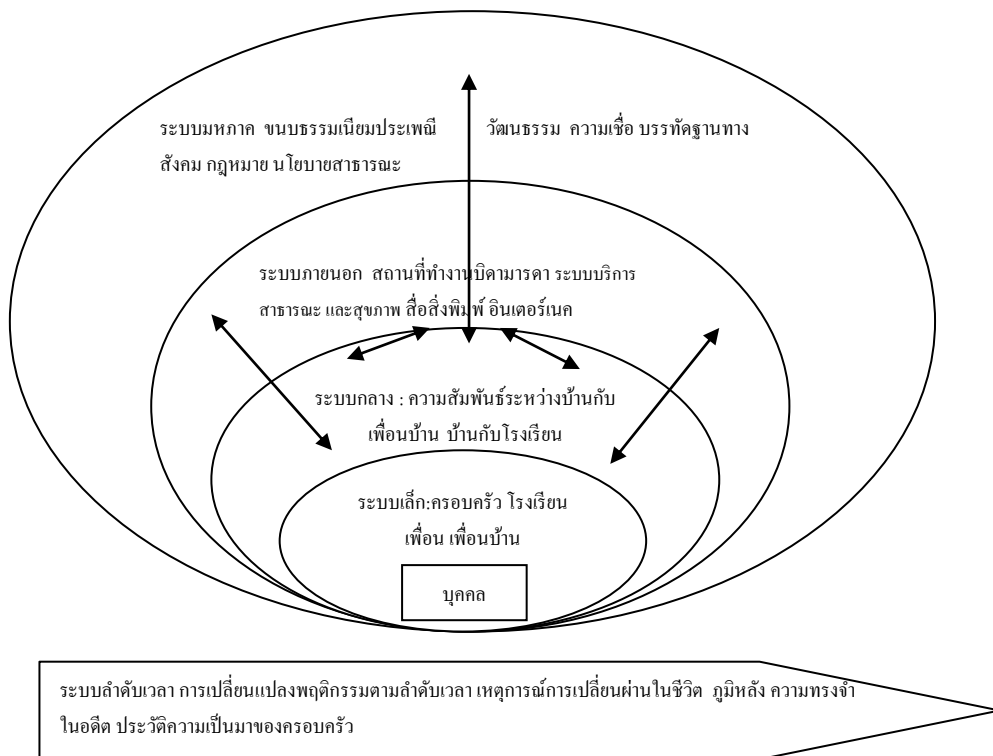 ระบบมหภาค ขนบธรรมเนียมประเพณี วัฒนธรรม ความเชื่อ บรรทัดฐานทาง
สังคม กฎหมาย นโยบายสาธารณะ
ระบบภายนอก สถานที่ทำงานบิดามารดา ระบบบริการ
สาธารณะ และสุขภาพ สื่อสิ่งพิมพ์ อินเตอร์เนค
ระบบกลาง : ความสัมพันธ์ระหว่างบ้านกับ
เพื่อนบ้าน บ้านกับโรงเรียน
ระบบเล็ก:ครอบครัว โรงเรียน
เพื่อน เพื่อนบ้าน
บุคคล
ระบบลำดับเวลา การเปลี่ยนแปลงพฤติกรรมตามลำดับเวลา เหตุการณ์การเปลี่ยนผ่านในชีวิต ภูมิหลัง ความทรงจำ
ในอดีต ประวัติความเป็นมาของครอบครัว